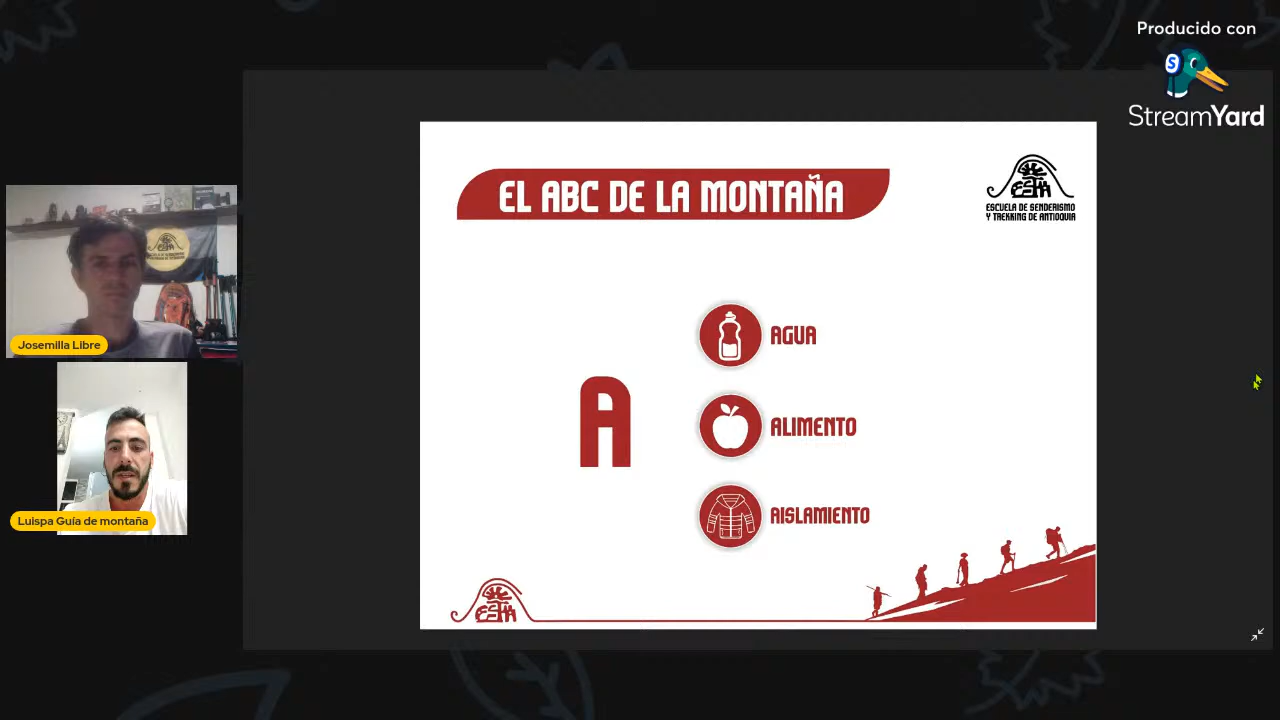 Producido con
StreamYard
EL ABC DE LA MONTAÑA
ESCUELA DE SENDERISMO
Y TREKKING DE ANTIOQUIA
A
AGUA
ALIMENTO
AISLAMIENTO
Josemilla Libre
Luispa Guía de montaña